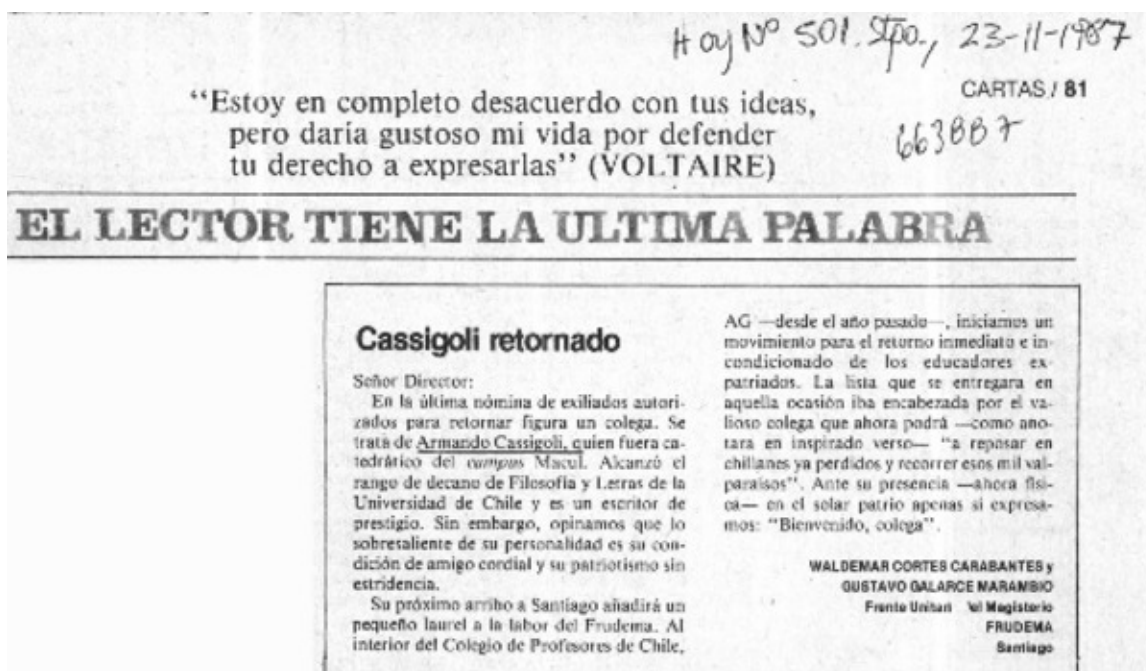 Hoy Nº 501. Stgo., 23-11-1987
CARTAS / 81
663887
“Estoy en completo desacuerdo con tus ideas,
pero daría gustoso mi vida por defender
tu derecho a expresarlas” (VOLTAIRE)
EL LECTOR TIENE LA ULTIMA PALABRA
Cassigoli retornado
Señor Director:
En la última nómina de exiliados autori-
zados para retornar figura un colega. Se
trata de Armando Cassigoli, quien fuera ca-
tedrático del campus Macul. Alcanzó el
rango de decano de Filosofía y Letras de la
Universidad de Chile y es un escritor de
prestigio. Sin embargo, opinamos que lo
sobresaliente de su personalidad es su con-
dición de amigo cordial y su patriotismo sin
estridencia.
Su próximo arribo a Santiago añadirá un
pequeño laurel a la labor del Frudema. Al
interior del Colegio de Profesores de Chile,
AG —desde el año pasado—, iniciamos un
movimiento para el retorno inmediato e in-
condicionado de los educadores ex-
patriados. La lista que se entregara en
aquella ocasión iba encabezada por el va-
lioso colega que ahora podrá —como ano-
tara en inspirado verso— “a reposar en
chillanes ya perdidos y recorrer esos mil val-
paraísos”. Ante su presencia —ahora físi-
ca— en el solar patrio apenas si expresa-
mos: “Bienvenido, colega”.
WALDEMAR CORTES CARABANTES y
GUSTAVO GALARCE MARAMBIO
Frente Unitari el Magisterio
FRUDEMA
Santiago